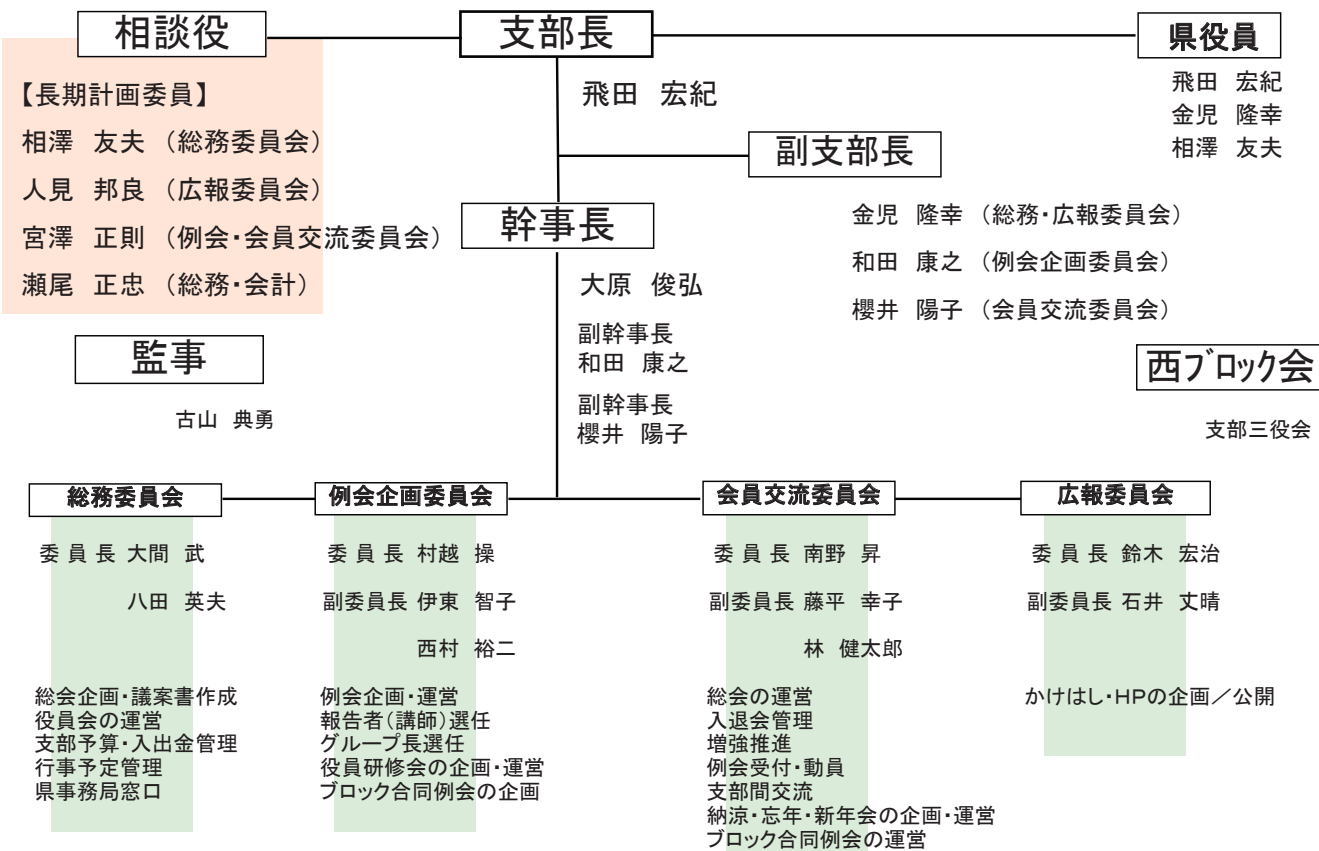 相談役
支部長
県役員
【長期計画委員】
相澤 友夫 (総務委員会)
人見 邦良 (広報委員会)
宮澤 正則 (例会・会員交流委員会)
瀬尾 正忠 (総務・会計)
飛田 宏紀
飛田 宏紀
金児 隆幸
相澤 友夫
副支部長
金児 隆幸 (総務・広報委員会)
和田 康之 (例会企画委員会)
櫻井 陽子 (会員交流委員会)
幹事長
大原 俊弘
副幹事長
和田 康之
副幹事長
櫻井 陽子
監事
古山 典勇
西ブロック会
支部三役会
総務委員会
委員長 大間 武
八田 英夫
総会企画・議案書作成
役員会の運営
支部予算・入出金管理
行事予定管理
県事務局窓口
例会企画委員会
委員長 村越 操
副委員長 伊東 智子
西村 裕二
例会企画・運営
報告者(講師)選任
グループ長選任
役員研修会の企画・運営
ブロック合同例会の企画
会員交流委員会
委員長 南野 昇
副委員長 藤平 幸子
林 健太郎
総会の運営
入退会管理
増強推進
例会受付・動員
支部間交流
納涼・忘年・新年会の企画・運営
ブロック合同例会の運営
広報委員会
委員長 鈴木 宏治
副委員長 石井 丈晴
かけはし・HPの企画/公開